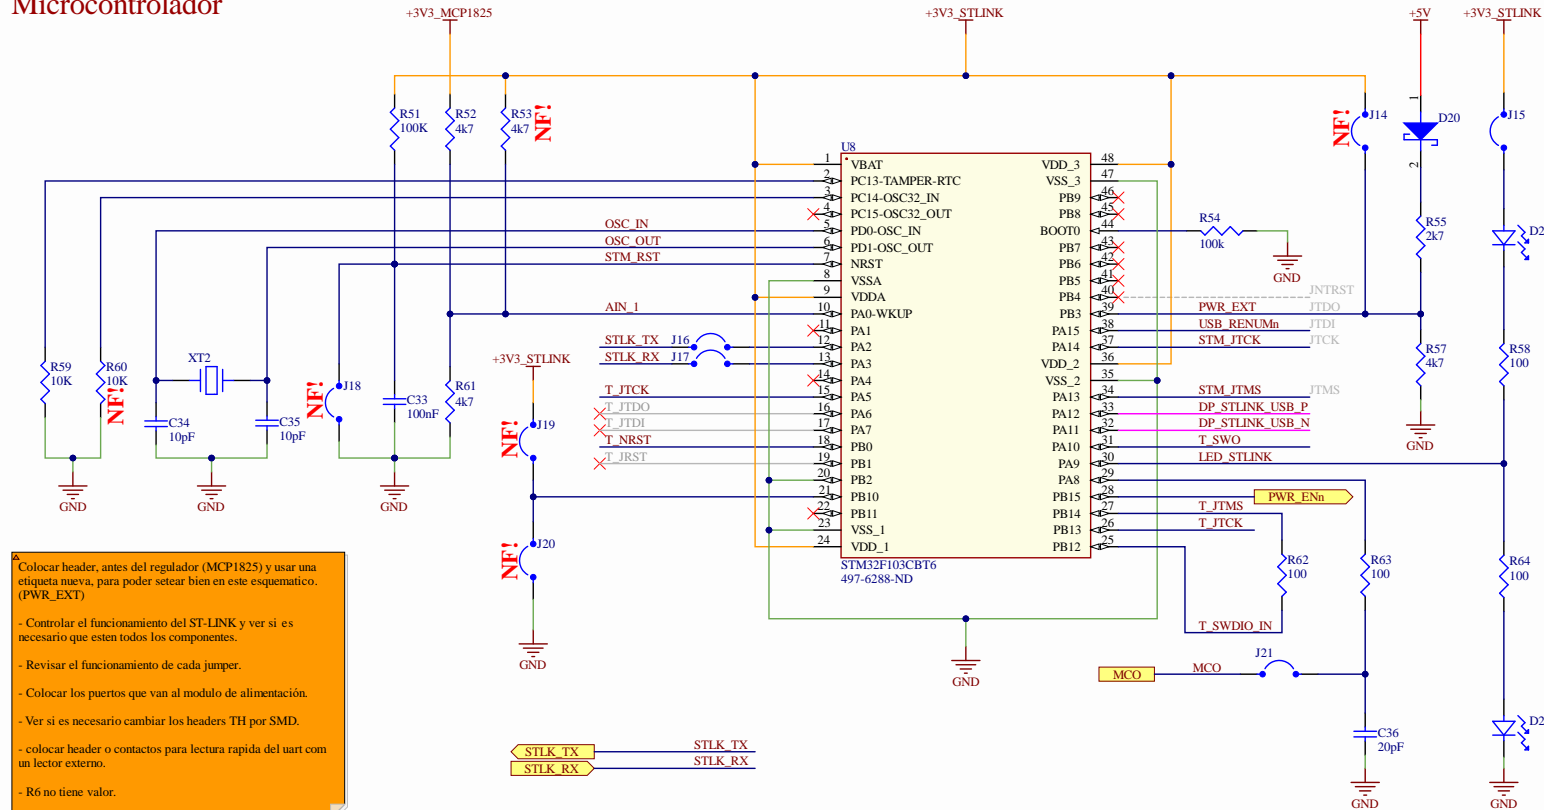 Microcontrolador
+3V3_MCP1825
+3V3_STLINK
+5V
+3V3_STLINK
R51
100K
R52
4k7
R53
4k7
NF!
NF!
J14
1
D20
2
J15
U8
1 VBAT
2 PC13-TAMPER-RTC
3 PC14-OSC32_IN
4 PC15-OSC32_OUT
5 PD0-OSC_IN
6 PD1-OSC_OUT
7 NRST
8 VSSA
9 VDDA
10 PA0-WKUP
11 PA1
12 PA2
13 PA3
14 PA4
15 PA5
16 PA6
17 PA7
18 PB0
19 PB1
20 PB2
21 PB10
22 PB11
23 VSS_1
24 VDD_1
VDD_3 48
VSS_3 47
PB9 46
PB8 45
BOOT0 44
PB7 43
PB6 42
PB5 41
PB4 40
PB3 39
PA15 38
PA14 37
VDD_2 36
VSS_2 35
PA13 34
PA12 33
PA11 32
PA10 31
PA9 30
PA8 29
PB15 28
PB14 27
PB13 26
PB12 25
STM32F103CBT6
497-6288-ND
OSC_IN
OSC_OUT
STM_RST
AIN_1
STLK_TX J16
STLK_RX J17
T_JTCK
T_JTDO
T_JTDI
T_NRST
T_JRST
R54
100k
GND
JNTRST
PWR_EXT JTDO
USB_RENUMn JTDI
STM_JTCK JTCK
STM_JTMS JTMS
DP_STLINK_USB_P
DP_STLINK_USB_N
T_SWO
LED_STLINK
PWR_ENn
T_JTMS
T_JTCK
T_SWDIO_IN
R55
2k7
R57
4k7
GND
D2
R58
100
R59
10K
R60
10K
NF!
XT2
C34
10pF
C35
10pF
NF!
J18
C33
100nF
R61
4k7
GND
GND
GND
+3V3_STLINK
NF!
J19
NF!
J20
GND
GND
R62
100
R63
100
R64
100
J21
MCO
MCO
C36
20pF
GND
D2
GND
STLK_TX STLK_TX
STLK_RX STLK_RX
Colocar header, antes del regulador (MCP1825) y usar una
etiqueta nueva, para poder setear bien en este esquematico.
(PWR_EXT)
- Controlar el funcionamiento del ST-LINK y ver si es
necesario que esten todos los componentes.
- Revisar el funcionamiento de cada jumper.
- Colocar los puertos que van al modulo de alimentación.
- Ver si es necesario cambiar los headers TH por SMD.
- colocar header o contactos para lectura rapida del uart com
un lector externo.
- R6 no tiene valor.